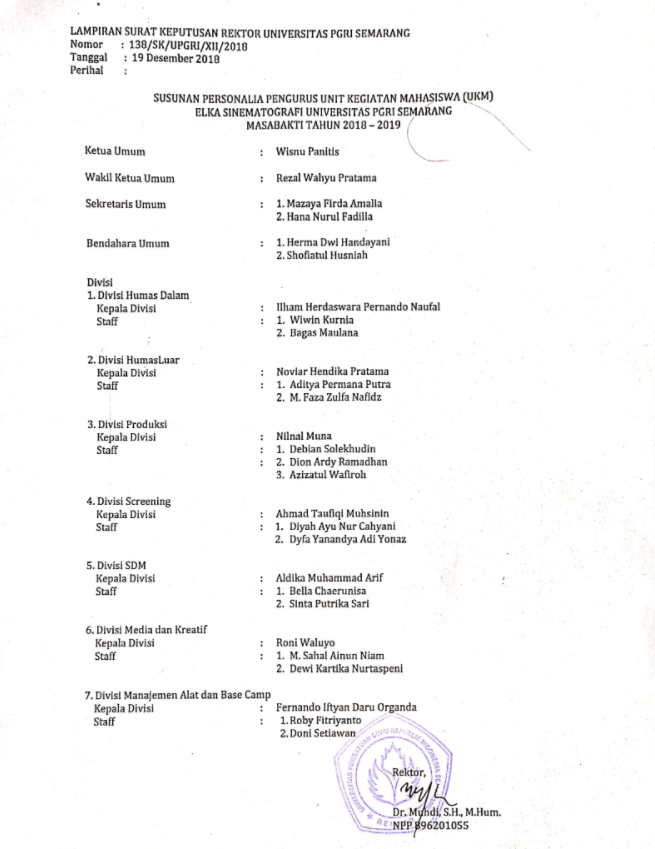 LAMPIRAN SURAT KEPUTUSAN REKTOR UNIVERSITAS PGRI SEMARANG
Nomor : 138/SK/UPGRI/XII/2018
Tanggal : 19 Desember 2018
Perihal :
SUSUNAN PERSONALIA PENGURUS UNIT KEGIATAN MAHASISWA (UKM)
ELKA SINEMATOGRAFI UNIVERSITAS PGRI SEMARANG
MASABAKTI TAHUN 2018 – 2019
Ketua Umum : Wisnu Panitis
Wakil Ketua Umum : Rezal Wahyu Pratama
Sekretaris Umum : 1. Mazaya Firda Amalia
2. Hana Nurul Fadilla
Bendahara Umum : 1. Herma Dwi Handayani
2. Shofiatul Husniah
Divisi
1. Divisi Humas Dalam
Kepala Divisi : Ilham Herdaswara Pernando Naufal
Staff : 1. Wiwin Kurnia
2. Bagas Maulana
2. Divisi HumasLuar
Kepala Divisi : Noviar Hendika Pratama
Staff : 1. Aditya Permana Putra
2. M. Faza Zulfa Nafidz
3. Divisi Produksi
Kepala Divisi : Nilnal Muna
Staff : 1. Debian Solekhudin
: 2. Dion Ardy Ramadhan
3. Azizatul Wafiroh
4. Divisi Screening
Kepala Divisi : Ahmad Taufiqi Muhsinin
Staff : 1. Diyah Ayu Nur Cahyani
2. Dyfa Yanandya Adi Yonaz
5. Divisi SDM
Kepala Divisi : Aldika Muhammad Arif
Staff : 1. Bella Chaerunisa
2. Sinta Putrika Sari
6. Divisi Media dan Kreatif
Kepala Divisi : Roni Waluyo
Staff : 1. M. Sahal Ainun Niam
2. Dewi Kartika Nurtaspeni
7. Divisi Manajemen Alat dan Base Camp
Kepala Divisi : Fernando Iftyan Daru Organda
Staff : 1. Roby Fitriyanto
2. Doni Setiawan
Rektor,
Dr. Muhdi, S.H., M.Hum.
NPP 896201055